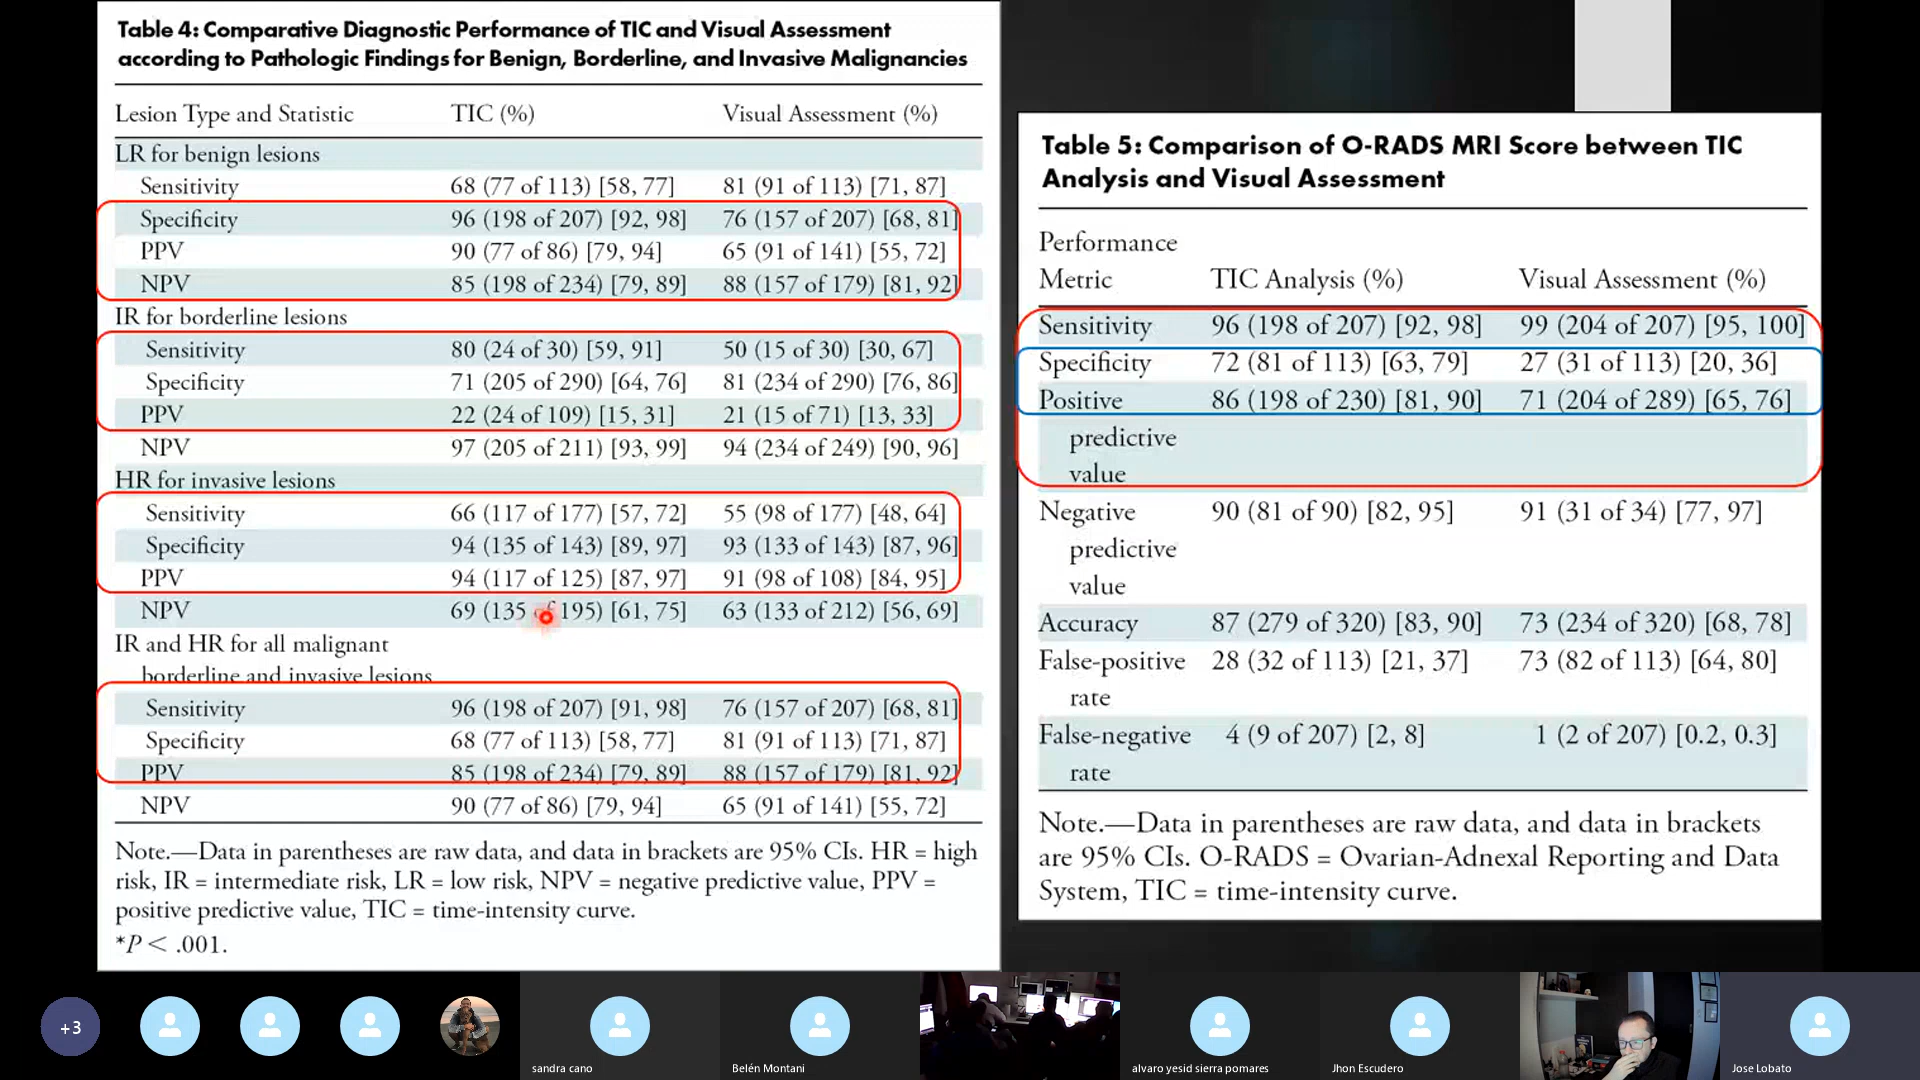 Table 4: Comparative Diagnostic Performance of TIC and Visual Assessment
according to Pathologic Findings for Benign, Borderline, and Invasive Malignancies
Lesion Type and Statistic TIC (%) Visual Assessment (%)
LR for benign lesions
Sensitivity 68 (77 of 113) [58, 77] 81 (91 of 113) [71, 87]
Specificity 96 (198 of 207) [92, 98] 76 (157 of 207) [68, 81]
PPV 90 (77 of 86) [79, 94] 65 (91 of 141) [55, 72]
NPV 85 (198 of 234) [79, 89] 88 (157 of 179) [81, 92]
IR for borderline lesions
Sensitivity 80 (24 of 30) [59, 91] 50 (15 of 30) [30, 67]
Specificity 71 (205 of 290) [64, 76] 81 (234 of 290) [76, 86]
PPV 22 (24 of 109) [15, 31] 21 (15 of 71) [13, 33]
NPV 97 (205 of 211) [93, 99] 94 (234 of 249) [90, 96]
HR for invasive lesions
Sensitivity 66 (117 of 177) [57, 72] 55 (98 of 177) [48, 64]
Specificity 94 (135 of 143) [89, 97] 93 (133 of 143) [87, 96]
PPV 94 (117 of 125) [87, 97] 91 (98 of 108) [84, 95]
NPV 69 (135 of 195) [61, 75] 63 (133 of 212) [56, 69]
IR and HR for all malignant
borderline and invasive lesions
Sensitivity 96 (198 of 207) [91, 98] 76 (157 of 207) [68, 81]
Specificity 68 (77 of 113) [58, 77] 81 (91 of 113) [71, 87]
PPV 85 (198 of 234) [79, 89] 88 (157 of 179) [81, 92]
NPV 90 (77 of 86) [79, 94] 65 (91 of 141) [55, 72]
Note.—Data in parentheses are raw data, and data in brackets are 95% CIs. HR = high
risk, IR = intermediate risk, LR = low risk, NPV = negative predictive value, PPV =
positive predictive value, TIC = time-intensity curve.
*P < .001.
Table 5: Comparison of O-RADS MRI Score between TIC
Analysis and Visual Assessment
Performance
Metric TIC Analysis (%) Visual Assessment (%)
Sensitivity 96 (198 of 207) [92, 98] 99 (204 of 207) [95, 100]
Specificity 72 (81 of 113) [63, 79] 27 (31 of 113) [20, 36]
Positive 86 (198 of 230) [81, 90] 71 (204 of 289) [65, 76]
predictive
value
Negative 90 (81 of 90) [82, 95] 91 (31 of 34) [77, 97]
predictive
value
Accuracy 87 (279 of 320) [83, 90] 73 (234 of 320) [68, 78]
False-positive 28 (32 of 113) [21, 37] 73 (82 of 113) [64, 80]
rate
False-negative 4 (9 of 207) [2, 8] 1 (2 of 207) [0.2, 0.3]
rate
Note.—Data in parentheses are raw data, and data in brackets
are 95% CIs. O-RADS = Ovarian-Adnexal Reporting and Data
System, TIC = time-intensity curve.
+3
sandra cano
Belén Montani
alvaro yesid sierra pomares
Jhon Escudero
Jose Lobato